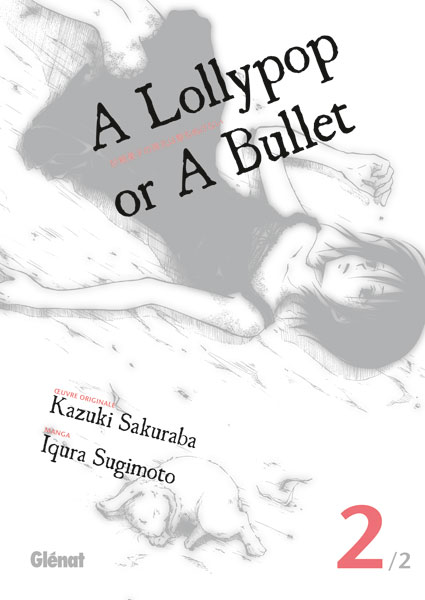 A Lollypop
or A Bullet
ŒUVRE ORIGINALE
Kazuki Sakuraba
MANGA
Iqura Sugimoto
2/2
Glénat